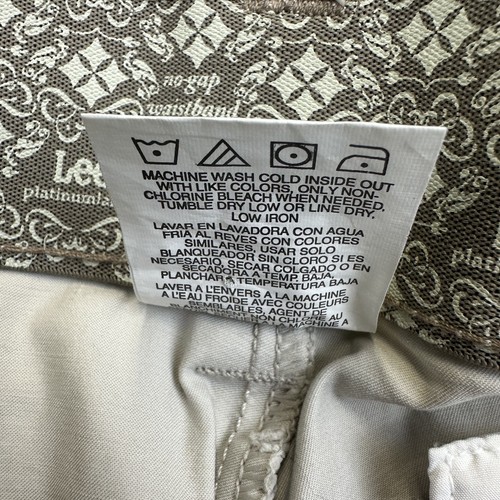 no gap
waistband
Lee
platinumla
MACHINE WASH COLD INSIDE OUT
WITH LIKE COLORS, ONLY NON-
CHLORINE BLEACH WHEN NEEDED.
TUMBLE DRY LOW OR LINE DRY.
LOW IRON
LAVAR EN LAVADORA CON AGUA
FRIA AL REVES CON COLORES
SIMILARES, USAR SOLO
BLANQUEADOR SIN CLORO SI ES
NECESARIO, SECAR COLGADO O EN
SECADORA A TEMP BAJA.
PLANCHAR A TEMPERATURA BAJA
LAVER À L'ENVERS À LA MACHINE
À L'EAU FROIDE AVEC COULEURS
SEMBLABLES, AGENT DE